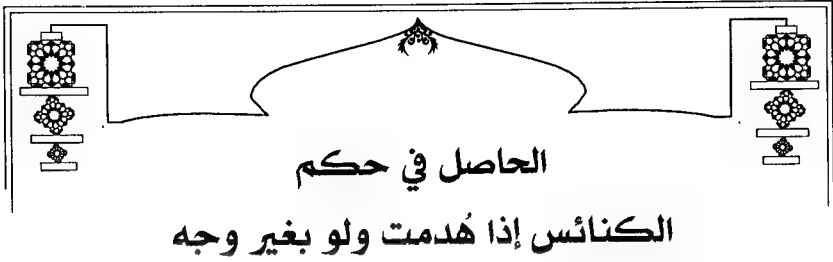 الحاصل في حكم
الكنائس إذا هُدمت ولو بغير وجه